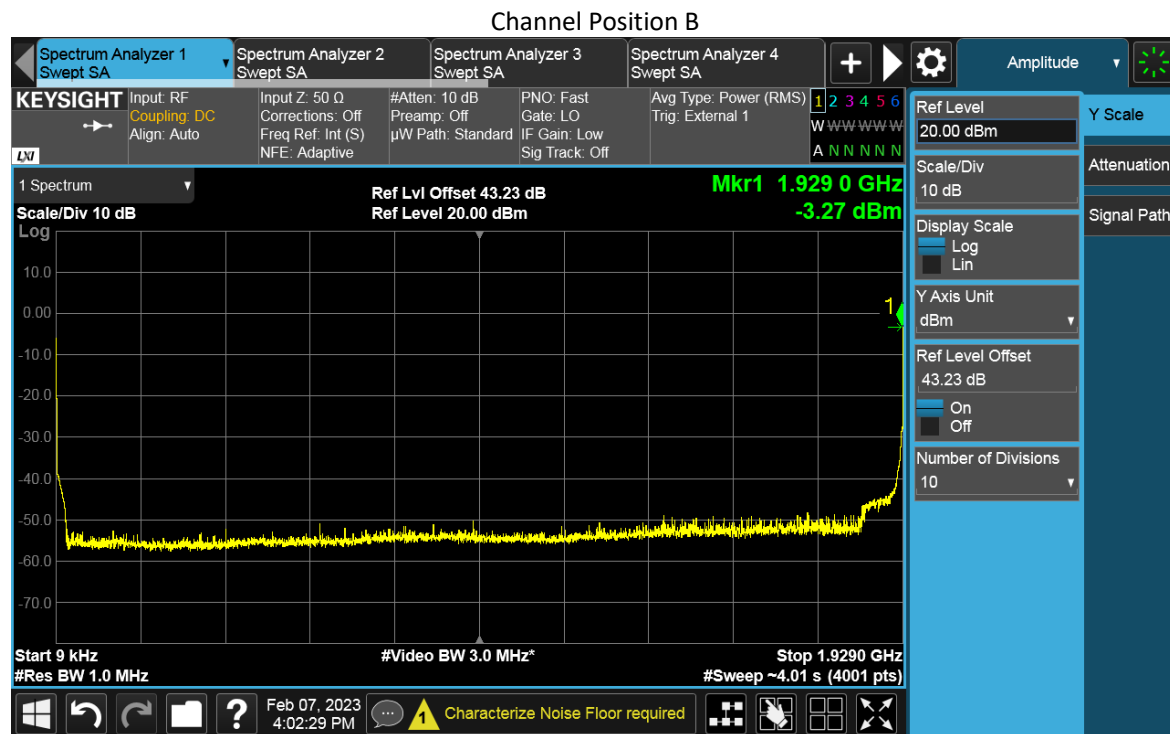 Channel Position B
Spectrum Analyzer 1
Swept SA
Spectrum Analyzer 2
Swept SA
Spectrum Analyzer 3
Swept SA
Spectrum Analyzer 4
Swept SA
Amplitude
KEYSIGHT
LXI
Input: RF
Coupling: DC
Align: Auto
Input Z: 50 Ω
Corrections: Off
Freq Ref: Int (S)
NFE: Adaptive
#Atten: 10 dB
Preamp: Off
µW Path: Standard
PNO: Fast
Gate: LO
IF Gain: Low
Sig Track: Off
Avg Type: Power (RMS)
Trig: External 1
1 2 3 4 5 6
W W W W W W
A N N N N N
1 Spectrum
Scale/Div 10 dB
Log
Ref Lvl Offset 43.23 dB
Ref Level 20.00 dBm
Mkr1 1.929 0 GHz
-3.27 dBm
1
10.0
0.00
-10.0
-20.0
-30.0
-40.0
-50.0
-60.0
-70.0
Start 9 kHz
#Res BW 1.0 MHz
#Video BW 3.0 MHz*
Stop 1.9290 GHz
#Sweep ~4.01 s (4001 pts)
Ref Level
20.00 dBm
Scale/Div
10 dB
Display Scale
Log
Lin
Y Axis Unit
dBm
Ref Level Offset
43.23 dB
On
Off
Number of Divisions
10
Y Scale
Attenuation
Signal Path
?
Feb 07, 2023
4:02:29 PM
1
Characterize Noise Floor required